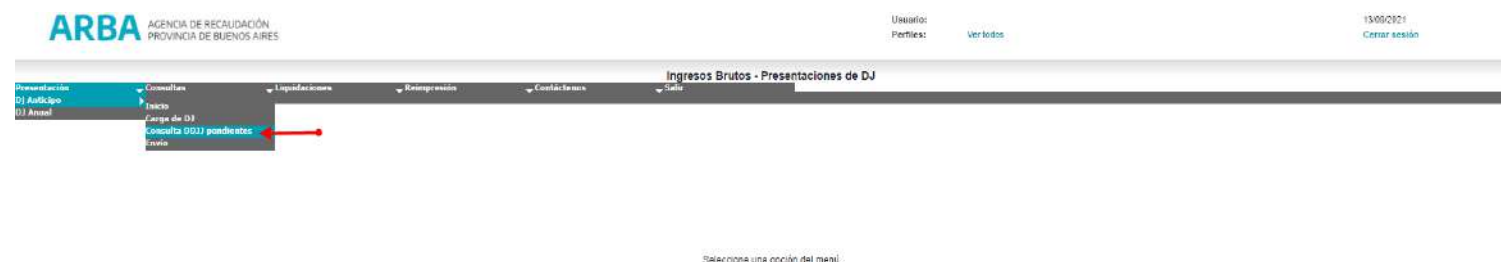 ARBA AGENCIA DE RECAUDACIÓN
PROVINCIA DE BUENOS AIRES
Usuario:
Perfiles: Ver todos
13/08/2021
Cerrar sesión
Ingresos Brutos - Presentaciones de DJ
Presentación Consultas Liquidaciones Reimpresión Contáctenos Salir
DJ Anticipo
DJ Anual
Inicio
Carga de DJ
Consulta DDJJ pendientes
Envío
Seleccione una opción del menú